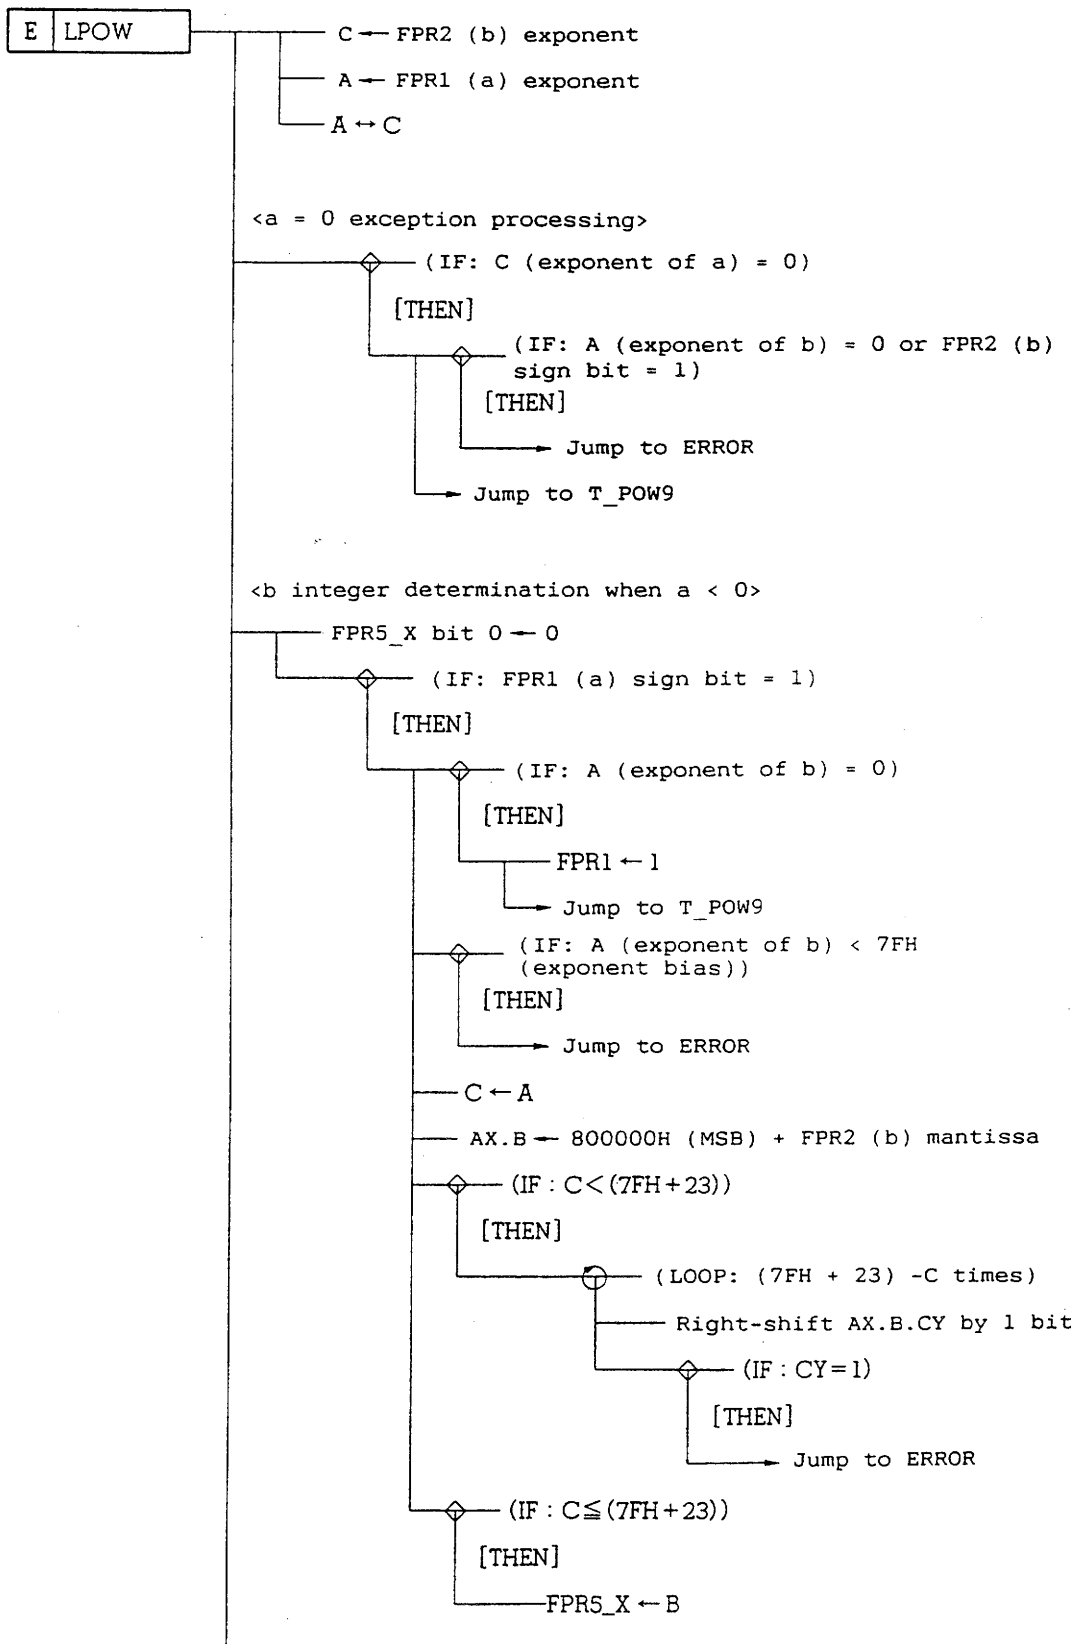 E LPOW
C ← FPR2 (b) exponent
A ← FPR1 (a) exponent
A ↔ C
<a = 0 exception processing>
(IF: C (exponent of a) = 0)
[THEN]
(IF: A (exponent of b) = 0 or FPR2 (b)
sign bit = 1)
[THEN]
Jump to ERROR
Jump to T_POW9
<b integer determination when a < 0>
FPR5_X bit 0 ← 0
(IF: FPR1 (a) sign bit = 1)
[THEN]
(IF: A (exponent of b) = 0)
[THEN]
FPR1 ← 1
Jump to T_POW9
(IF: A (exponent of b) < 7FH
(exponent bias))
[THEN]
Jump to ERROR
C ← A
AX.B ← 800000H (MSB) + FPR2 (b) mantissa
(IF : C<(7FH+23))
[THEN]
(LOOP: (7FH + 23) -C times)
Right-shift AX.B.CY by 1 bit
(IF : CY=1)
[THEN]
Jump to ERROR
(IF : C≦(7FH+23))
[THEN]
FPR5_X ← B